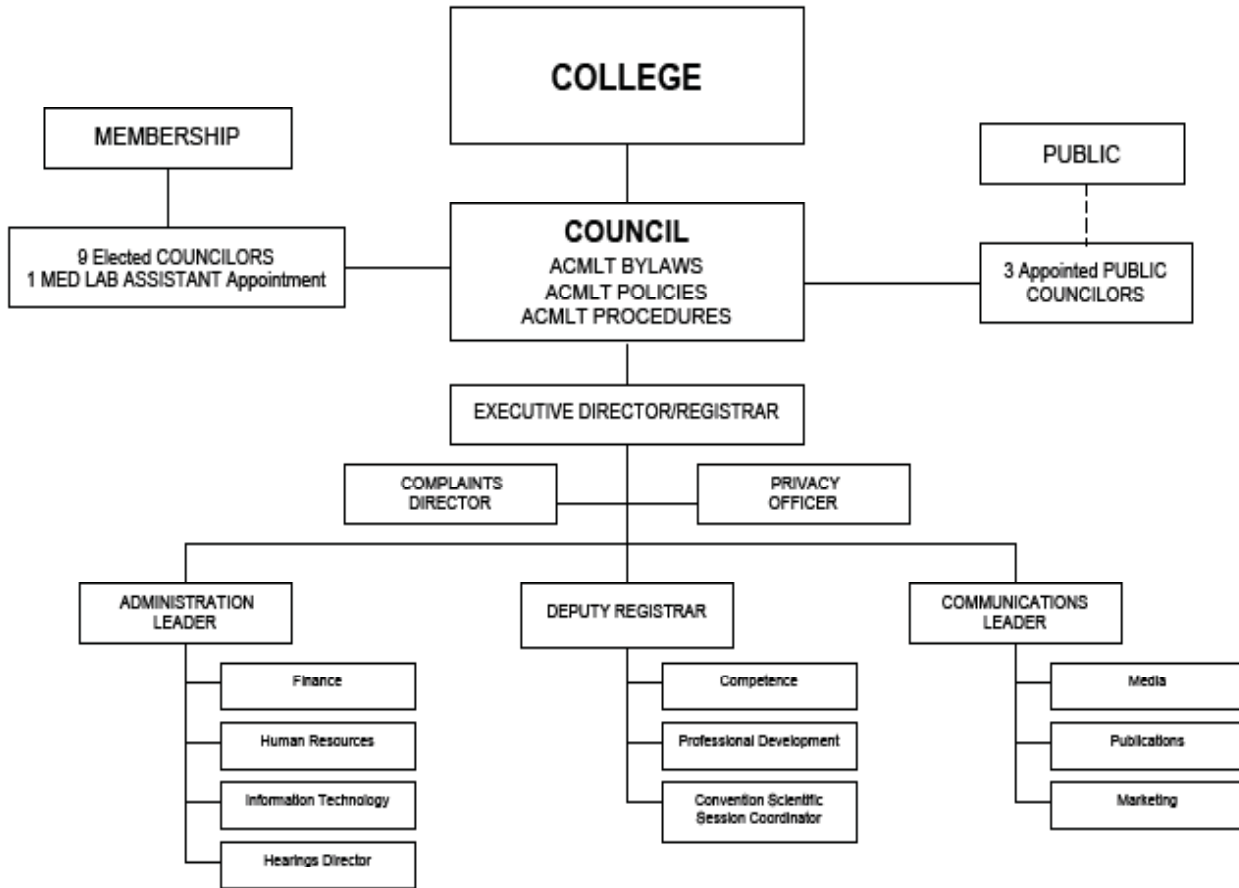 COLLEGE
MEMBERSHIP
PUBLIC
9 Elected COUNCILORS
1 MED LAB ASSISTANT Appointment
COUNCIL
ACMLT BYLAWS
ACMLT POLICIES
ACMLT PROCEDURES
3 Appointed PUBLIC
COUNCILORS
EXECUTIVE DIRECTOR/REGISTRAR
COMPLAINTS
DIRECTOR
PRIVACY
OFFICER
ADMINISTRATION
LEADER
DEPUTY REGISTRAR
COMMUNICATIONS
LEADER
Finance
Human Resources
Information Technology
Hearings Director
Competence
Professional Development
Convention Scientific
Session Coordinator
Media
Publications
Marketing